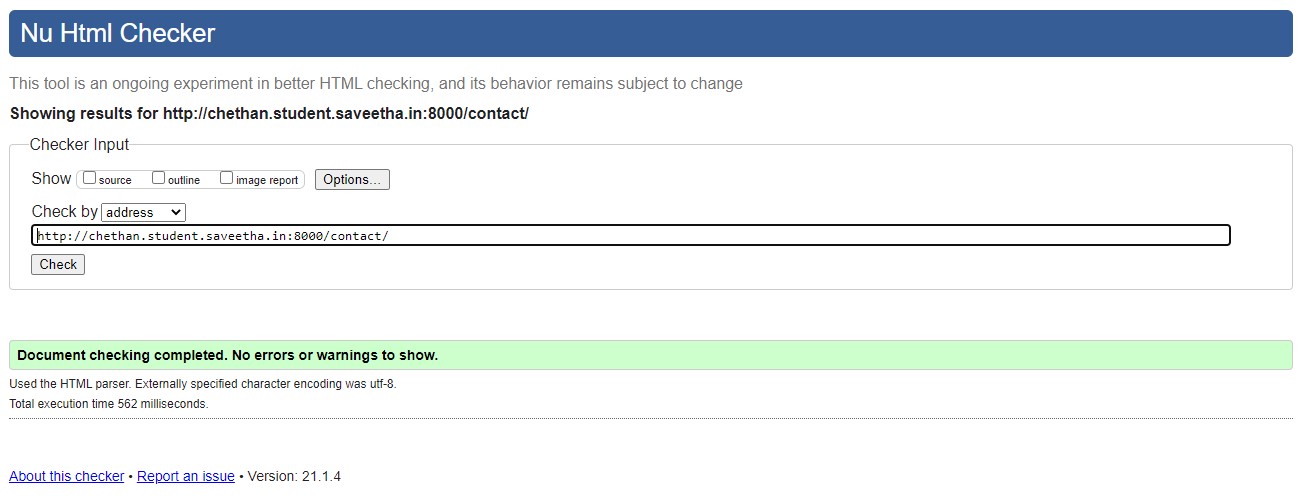 Nu Html Checker
This tool is an ongoing experiment in better HTML checking, and its behavior remains subject to change
Showing results for http://chethan.student.saveetha.in:8000/contact/
Checker Input
Show source outline image report Options...
Check by address
http://chethan.student.saveetha.in:8000/contact/
Check
Document checking completed. No errors or warnings to show.
Used the HTML parser. Externally specified character encoding was utf-8.
Total execution time 562 milliseconds.
About this checker • Report an issue • Version: 21.1.4